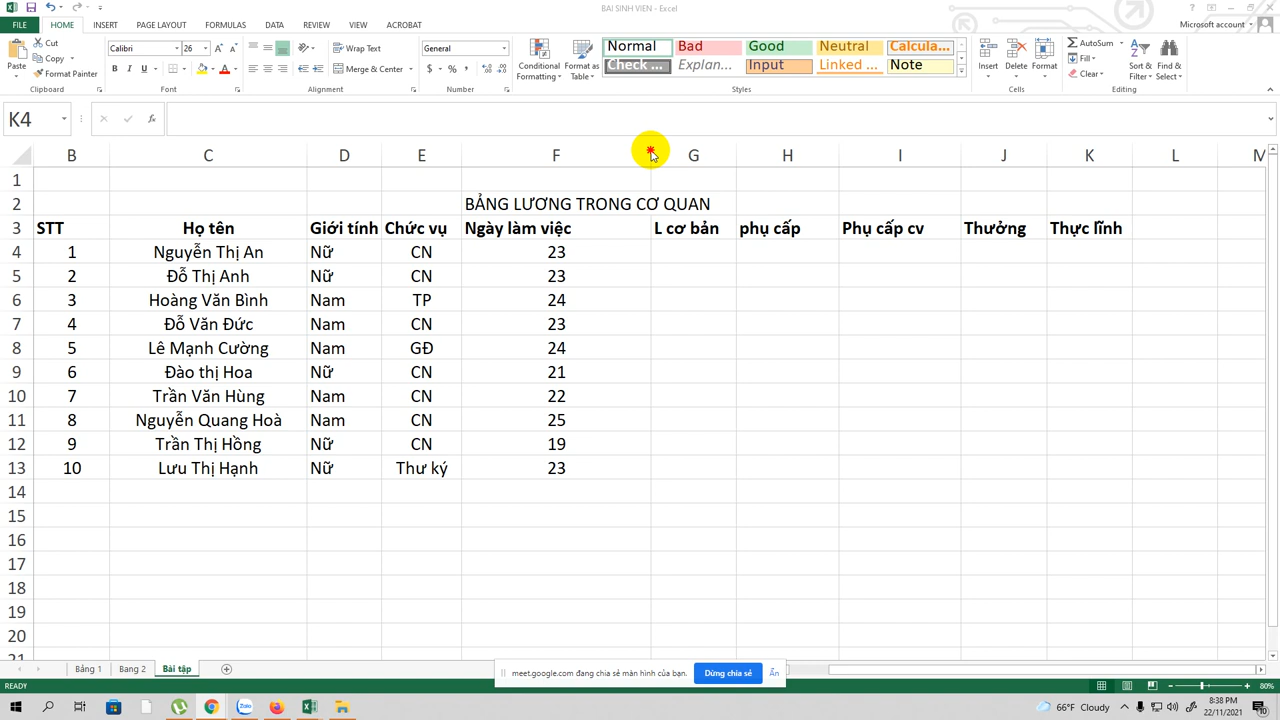 BAI SINH VIEN - Excel
FILE HOME INSERT PAGE LAYOUT FORMULAS DATA REVIEW VIEW ACROBAT Microsoft account
Paste Cut Copy Format Painter Clipboard
Calibri 26 B I U Font
Wrap Text Merge & Center Alignment
General $ % , Number
Conditional Formatting Format as Table
Normal Bad Good Neutral Calcula...
Check ... Explan... Input Linked ... Note
Styles
Insert Delete Format Cells
AutoSum Fill Clear Sort & Filter Find & Select Editing
K4 fx
B C D E F G H I J K L M
1
2 BẢNG LƯƠNG TRONG CƠ QUAN
3 STT Họ tên Giới tính Chức vụ Ngày làm việc L cơ bản phụ cấp Phụ cấp cv Thưởng Thực lĩnh
4 1 Nguyễn Thị An Nữ CN 23
5 2 Đỗ Thị Anh Nữ CN 23
6 3 Hoàng Văn Bình Nam TP 24
7 4 Đỗ Văn Đức Nam CN 23
8 5 Lê Mạnh Cường Nam GĐ 24
9 6 Đào thị Hoa Nữ CN 21
10 7 Trần Văn Hùng Nam CN 22
11 8 Nguyễn Quang Hoà Nam CN 25
12 9 Trần Thị Hồng Nữ CN 19
13 10 Lưu Thị Hạnh Nữ Thư ký 23
14
15
16
17
18
19
20
21
Bảng 1 Bang 2 Bài tập
meet.google.com đang chia sẻ màn hình của bạn. Dừng chia sẻ Ẩn
READY 80%
Zalo 66°F Cloudy 8:38 PM
22/11/2021